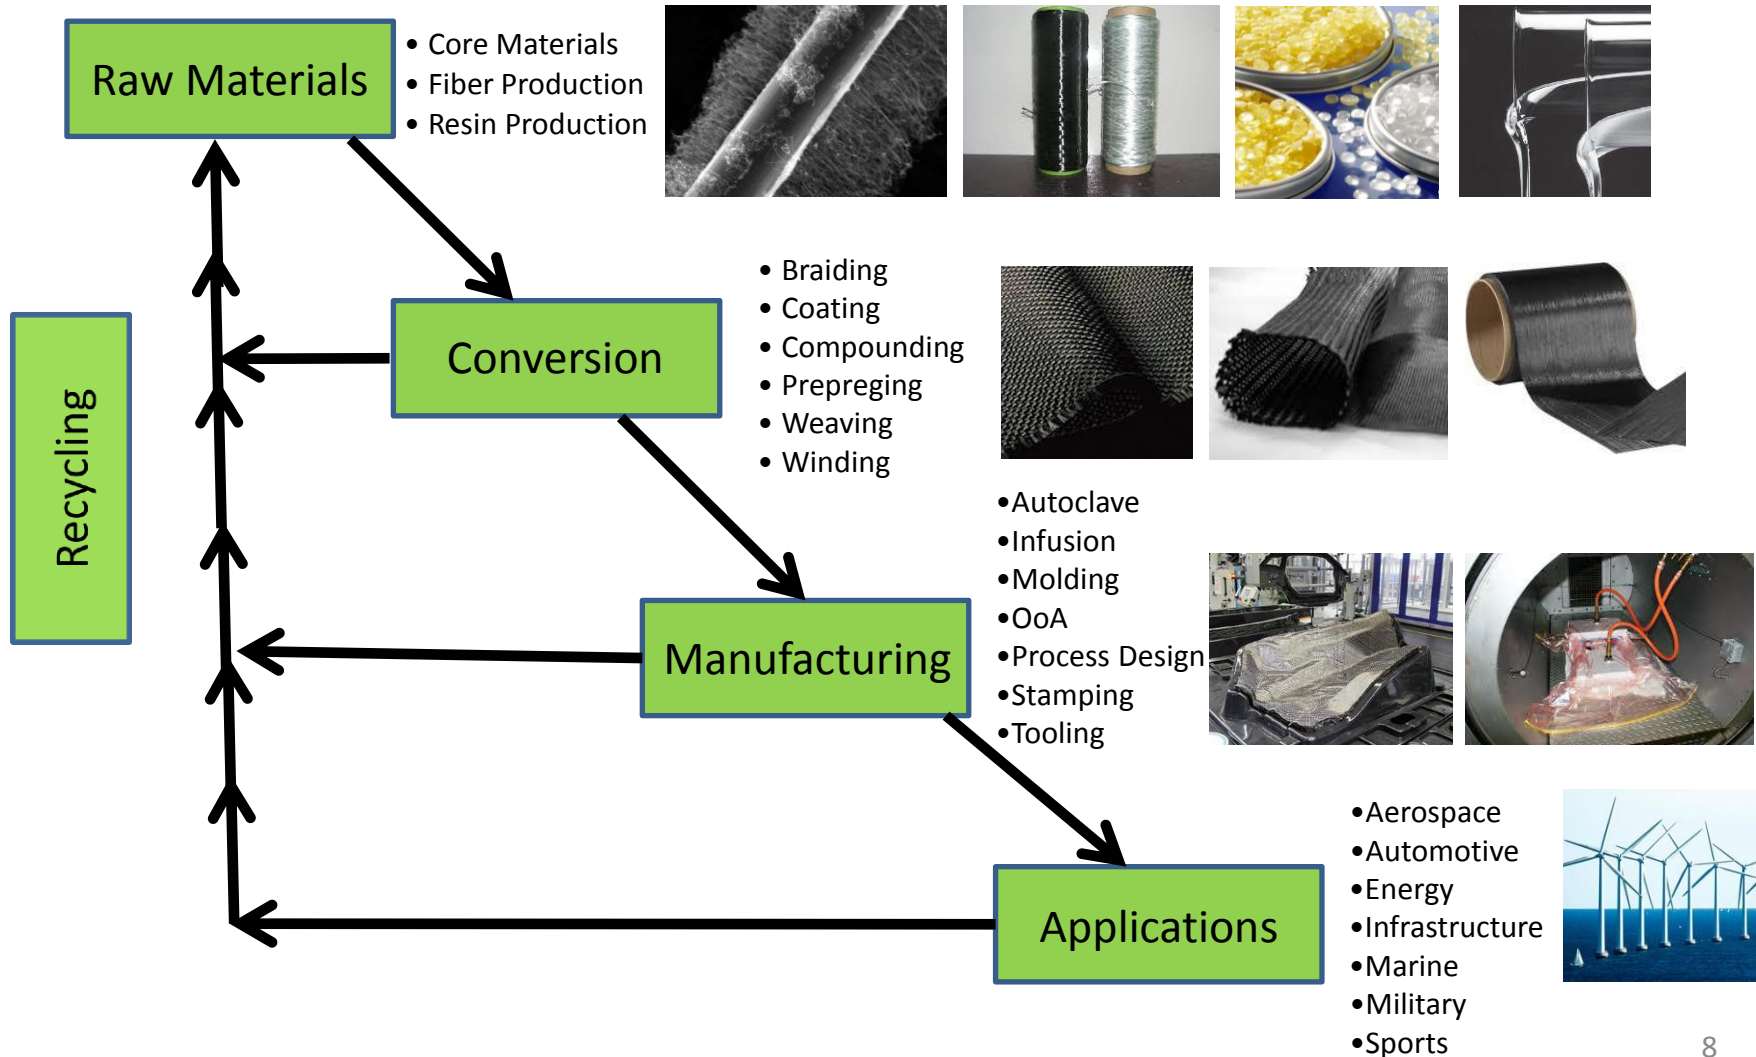 Raw Materials
• Core Materials
• Fiber Production
• Resin Production
Recycling
Conversion
• Braiding
• Coating
• Compounding
• Prepreging
• Weaving
• Winding
Manufacturing
•Autoclave
•Infusion
•Molding
•OoA
•Process Design
•Stamping
•Tooling
Applications
•Aerospace
•Automotive
•Energy
•Infrastructure
•Marine
•Military
•Sports
8